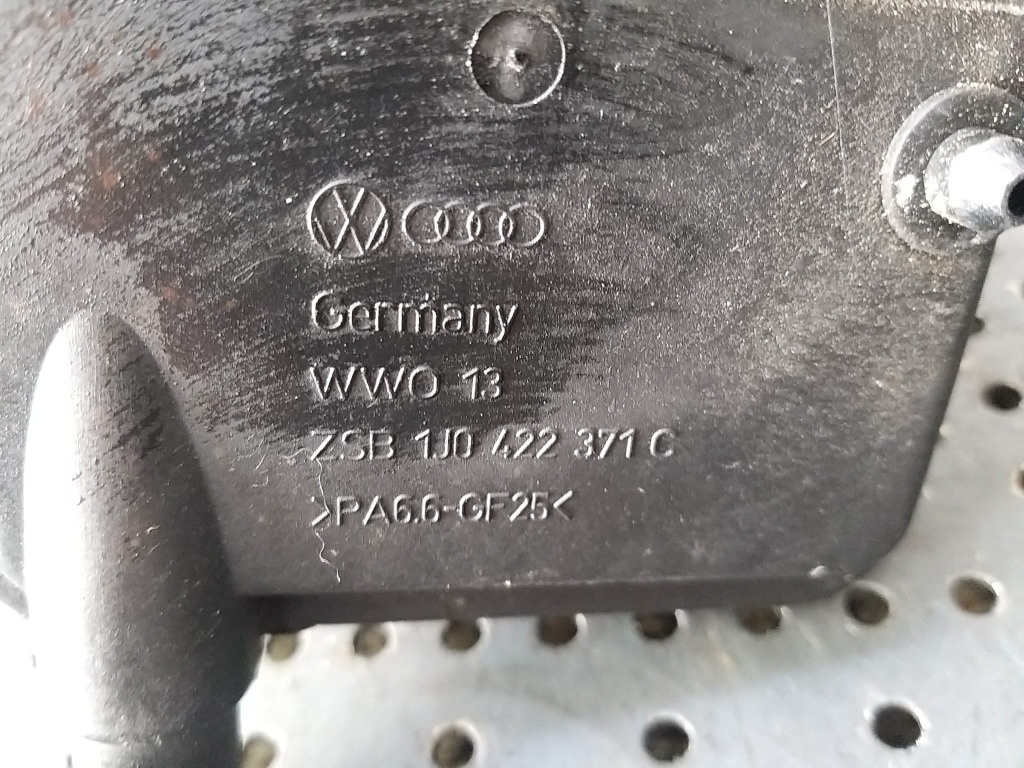 Germany
WWO 13
ZSB 1J0 422 371 C
>PA6.6-GF25<